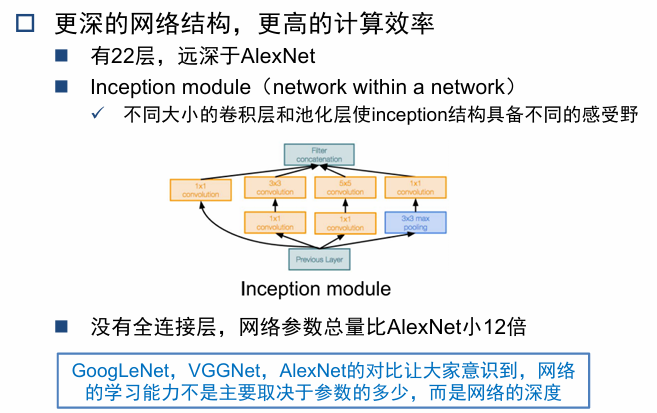 更深的网络结构，更高的计算效率
有22层，远深于AlexNet
Inception module（network within a network）
不同大小的卷积层和池化层使inception结构具备不同的感受野
Filter
concatenation
1x1
convolution
3x3
convolution
5x5
convolution
1x1
convolution
1x1
convolution
1x1
convolution
3x3 max
pooling
Previous Layer
Inception module
没有全连接层，网络参数总量比AlexNet小12倍
GoogLeNet，VGGNet，AlexNet的对比让大家意识到，网络
的学习能力不是主要取决于参数的多少，而是网络的深度